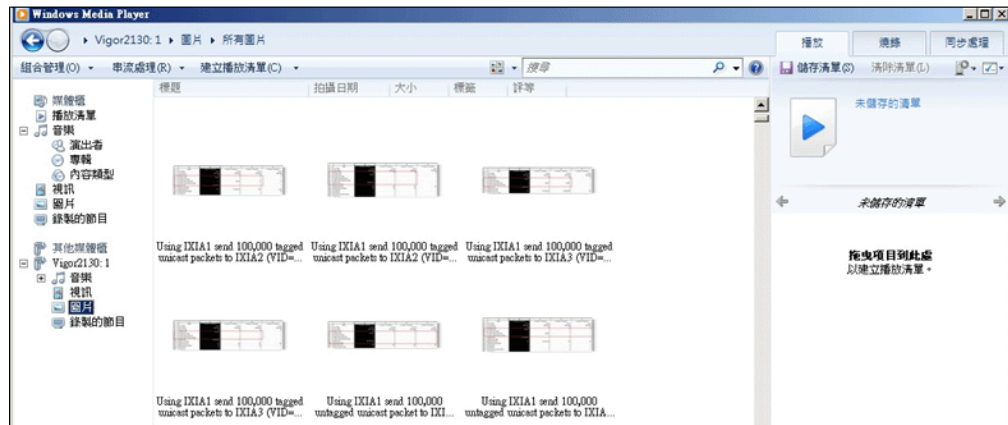 Windows Media Player
Vigor2130: 1 ▸ 圖片 ▸ 所有圖片
播放 燒錄 同步處理
組合管理(O) 串流處理(R) 建立播放清單(C) 搜尋 儲存清單(S) 清除清單(L)
標題 拍攝日期 大小 標籤 評等
媒體櫃
播放清單
音樂
演出者
專輯
內容類型
視訊
圖片
錄製的節目
其他媒體櫃
Vigor2130: 1
音樂
視訊
圖片
錄製的節目
Using IXIA1 send 100,000 tagged unicast packets to IXIA2 (VID=...
Using IXIA1 send 100,000 tagged unicast packets to IXIA2 (VID=...
Using IXIA1 send 100,000 tagged unicast packets to IXIA3 (VID=...
Using IXIA1 send 100,000 tagged unicast packets to IXIA3 (VID=...
Using IXIA1 send 100,000 untagged unicast packet to IXI...
Using IXIA1 send 100,000 untagged unicast packets to IXIA...
未儲存的清單
未儲存的清單
拖曳項目到此處
以建立播放清單。